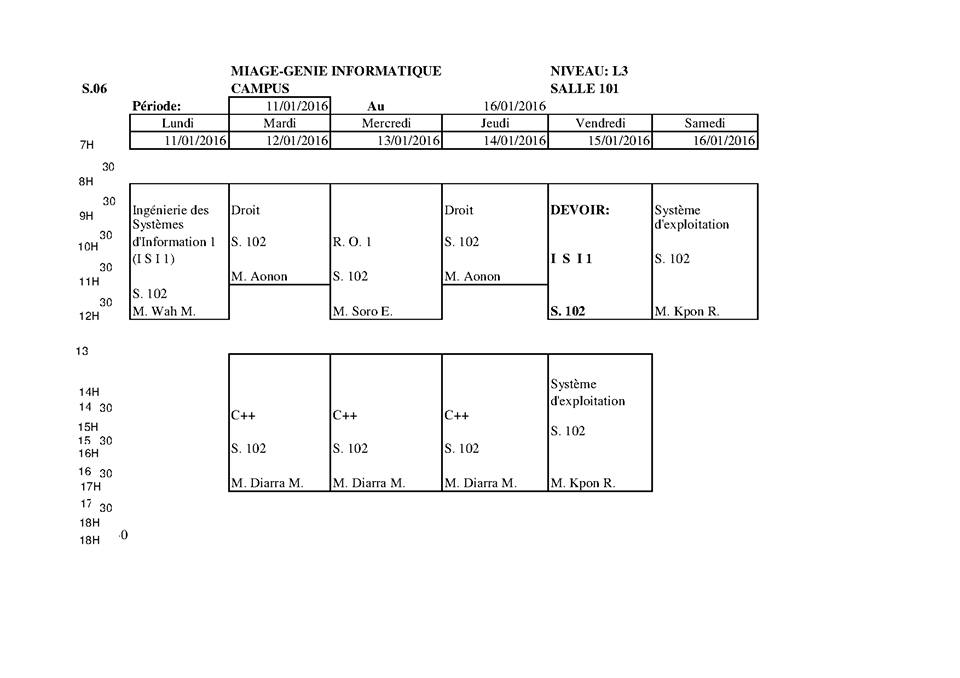 MIAGE-GENIE INFORMATIQUE NIVEAU: L3
S.06 CAMPUS SALLE 101
Période: 11/01/2016 Au 16/01/2016
Lundi Mardi Mercredi Jeudi Vendredi Samedi
7H 11/01/2016 12/01/2016 13/01/2016 14/01/2016 15/01/2016 16/01/2016
30
8H
30
9H Ingénierie des Droit Droit DEVOIR: Système
Systèmes d'exploitation
30
10H d'Information 1 S. 102 R. O. 1 S. 102
(I S I 1) I S I 1 S. 102
30
11H M. Aonon S. 102 M. Aonon
S. 102
30
12H M. Wah M. M. Soro E. S. 102 M. Kpon R.
13
14H Système
d'exploitation
14 30
C++ C++ C++
15H S. 102
15 30
16H S. 102 S. 102 S. 102
16 30
17H M. Diarra M. M. Diarra M. M. Diarra M. M. Kpon R.
17 30
18H
18H 0